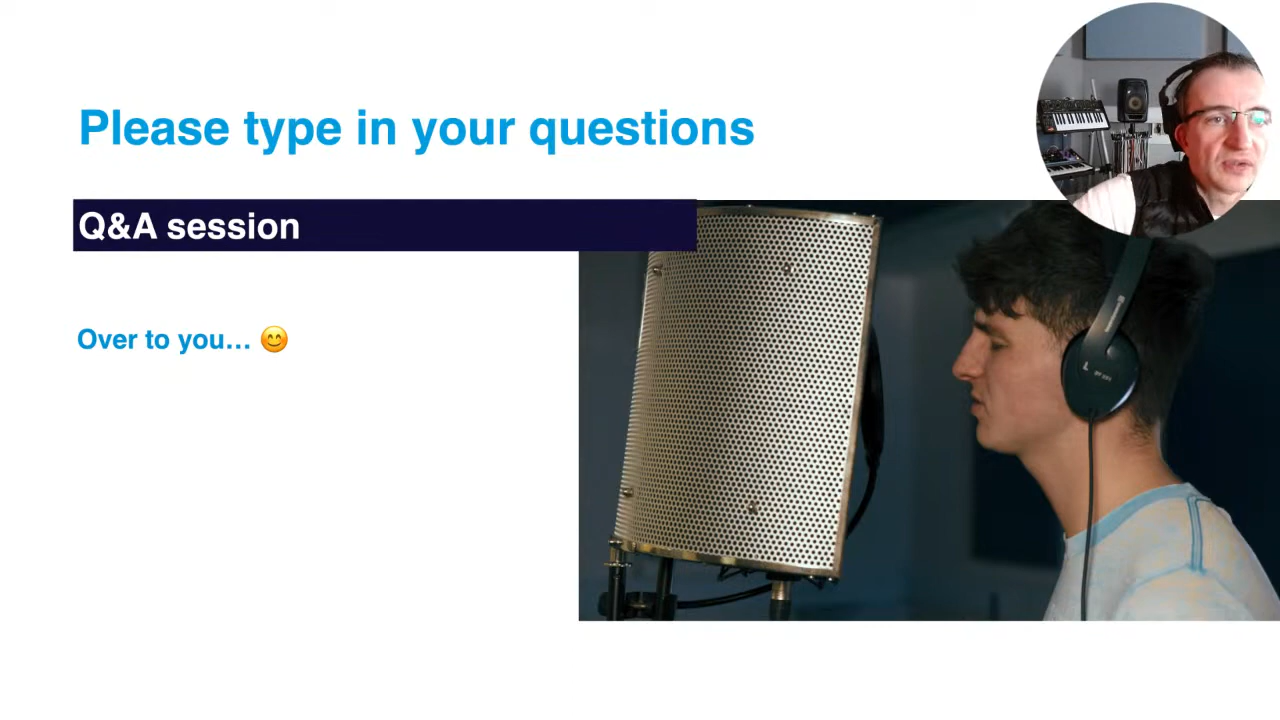 Please type in your questions
Q&A session
Over to you… 😊
L